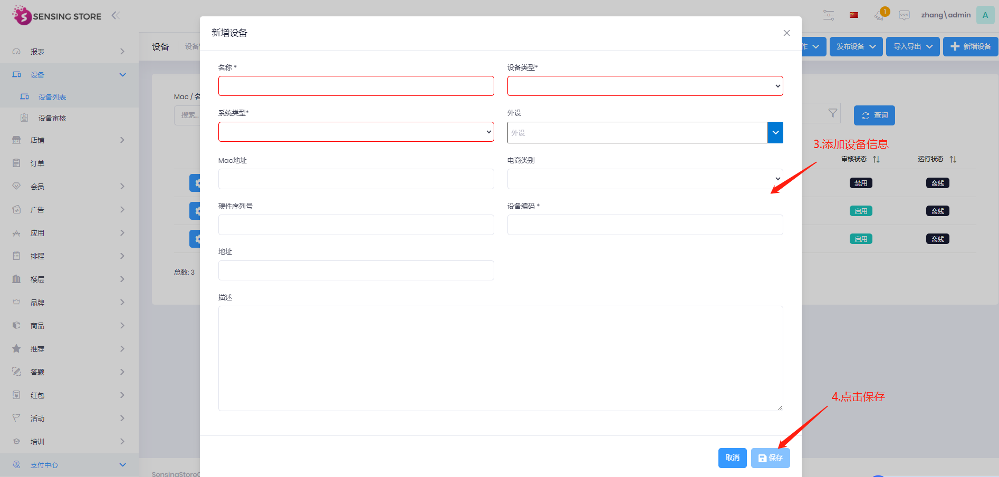 SENSING STORE
1
zhang\admin
A
报表
设备
设备列表
设备审核
店铺
订单
会员
广告
应用
排程
楼层
品牌
商品
推荐
答题
红包
活动
培训
支付中心
设备
作
发布设备
导入导出
新增设备
Mac / 名
搜索...
查询
审核状态
运行状态
禁用
离线
启用
离线
启用
离线
总数: 3
SensingStore
新增设备
名称 *
设备类型*
系统类型*
外设
外设
Mac地址
电商类别
硬件序列号
设备编码 *
地址
描述
取消
保存
3.添加设备信息
4.点击保存